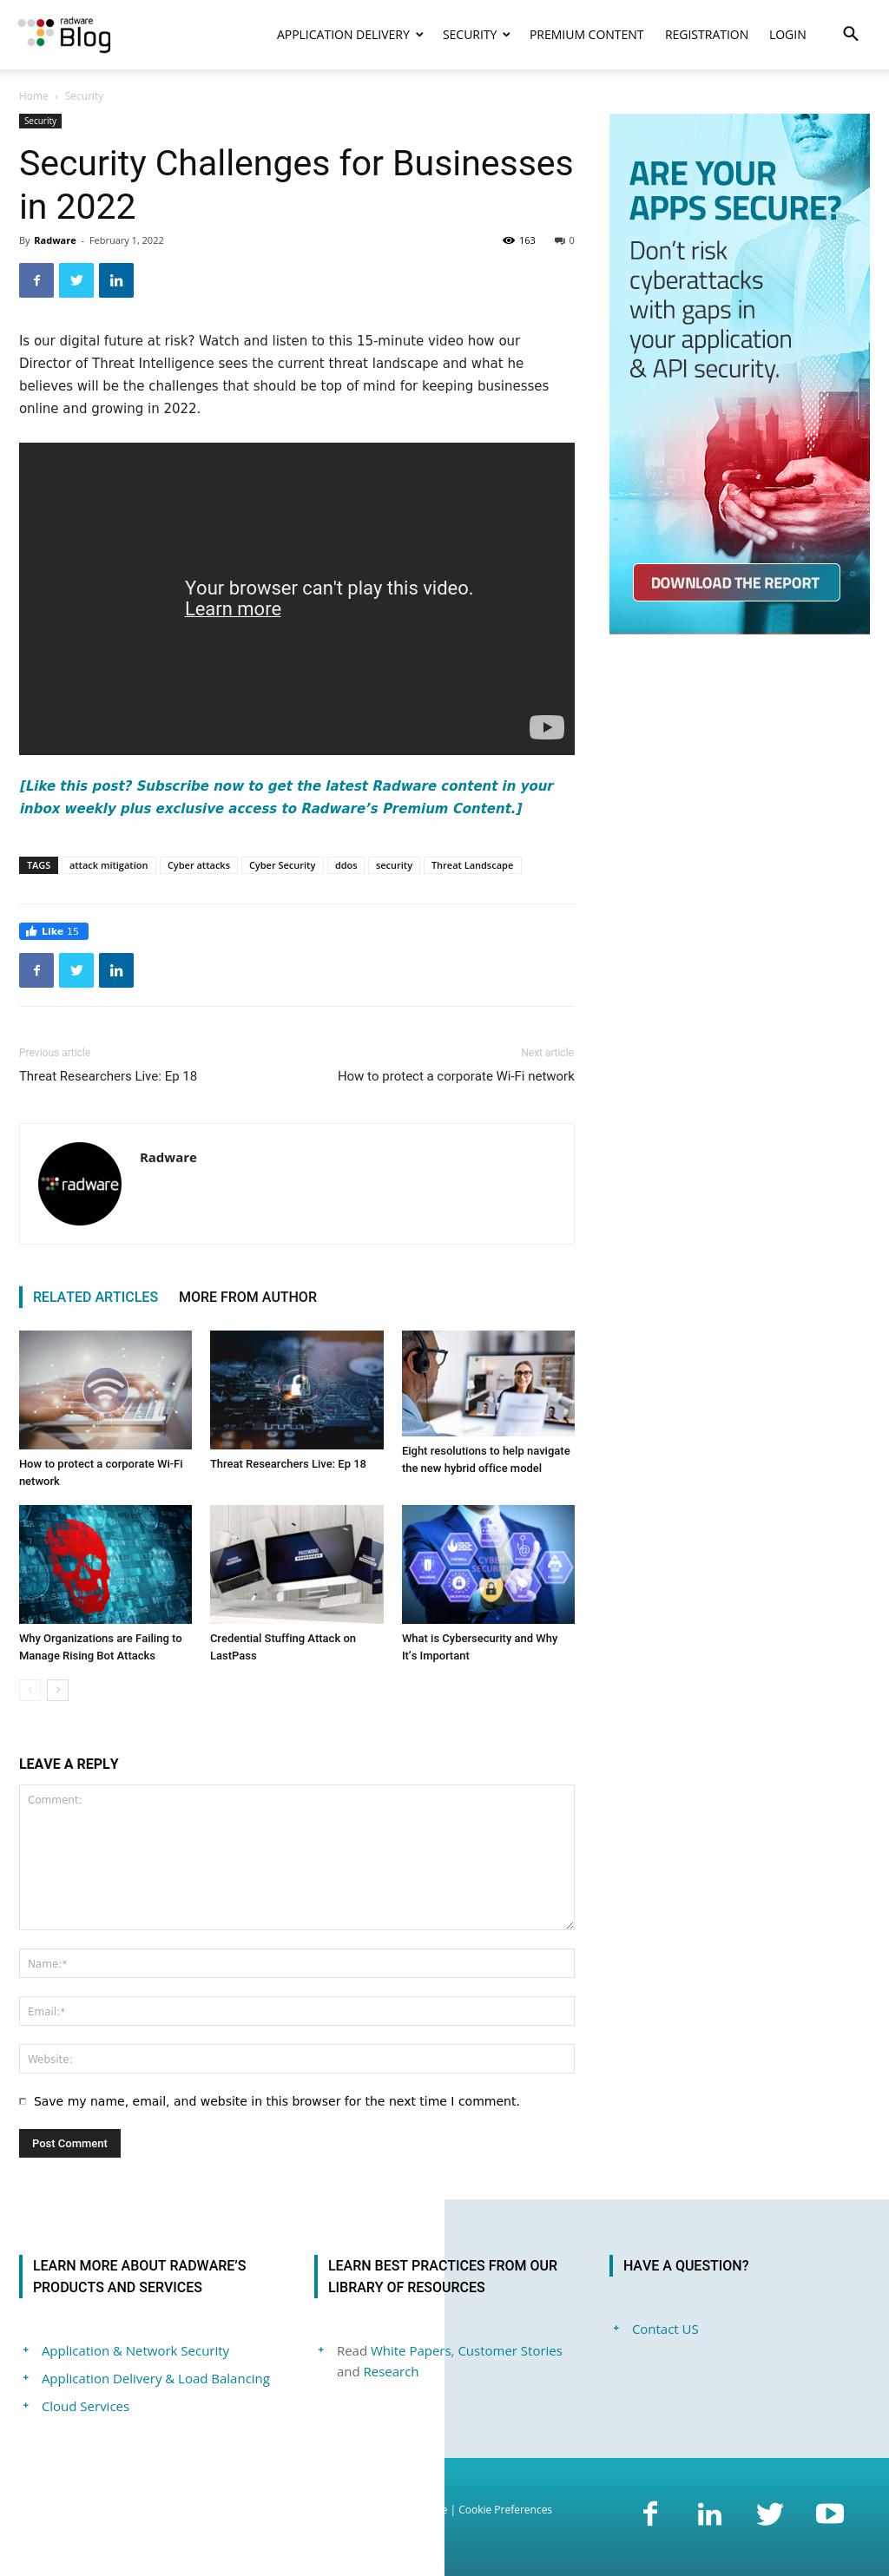 radware
Blog
APPLICATION DELIVERY
SECURITY
PREMIUM CONTENT
REGISTRATION
LOGIN
Home › Security
Security
Security Challenges for Businesses
in 2022
By Radware - February 1, 2022
163
0
Is our digital future at risk? Watch and listen to this 15-minute video how our
Director of Threat Intelligence sees the current threat landscape and what he
believes will be the challenges that should be top of mind for keeping businesses
online and growing in 2022.
Your browser can't play this video.
Learn more
[Like this post? Subscribe now to get the latest Radware content in your
inbox weekly plus exclusive access to Radware’s Premium Content.]
TAGS
attack mitigation
Cyber attacks
Cyber Security
ddos
security
Threat Landscape
Like 15
Previous article
Threat Researchers Live: Ep 18
Next article
How to protect a corporate Wi-Fi network
radware
Radware
RELATED ARTICLES
MORE FROM AUTHOR
How to protect a corporate Wi-Fi
network
Threat Researchers Live: Ep 18
Eight resolutions to help navigate
the new hybrid office model
PASSWORD
CYBER
SECURITY
Why Organizations are Failing to
Manage Rising Bot Attacks
Credential Stuffing Attack on
LastPass
What is Cybersecurity and Why
It’s Important
LEAVE A REPLY
Comment:
Name:*
Email:*
Website:
Save my name, email, and website in this browser for the next time I comment.
Post Comment
ARE YOUR
APPS SECURE?
Don’t risk
cyberattacks
with gaps in
your application
& API security.
DOWNLOAD THE REPORT
LEARN MORE ABOUT RADWARE’S
PRODUCTS AND SERVICES
Application & Network Security
Application Delivery & Load Balancing
Cloud Services
LEARN BEST PRACTICES FROM OUR
LIBRARY OF RESOURCES
Read White Papers, Customer Stories
and Research
HAVE A QUESTION?
Contact US
e | Cookie Preferences